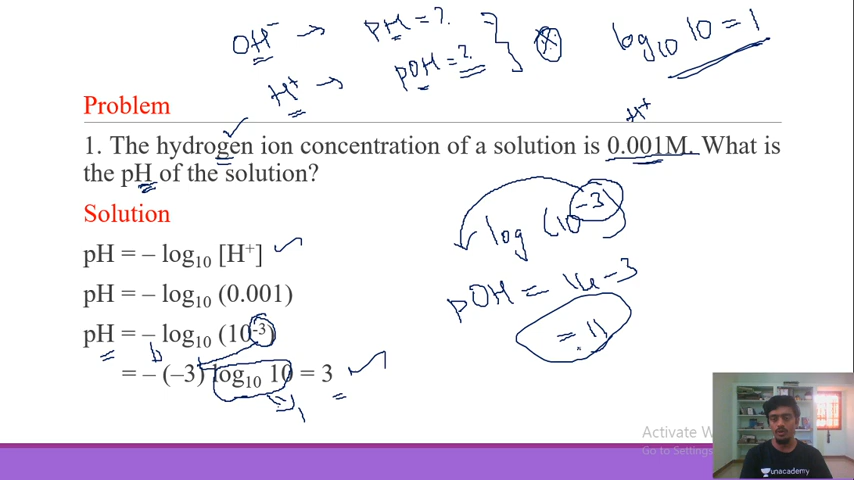 OH⁻ → PH = ?
H⁺ → POH = ?
log₁₀ 10 = 1
Problem
H⁺
1. The hydrogen ion concentration of a solution is 0.001M. What is
the pH of the solution?
Solution
pH = – log₁₀ [H⁺]
pH = – log₁₀ (0.001)
pH = – log₁₀ (10⁻³)
= – (–3) log₁₀ 10 = 3
1
log (10⁻³)
POH = 14 – 3
= 11
Activate W
Go to Settings
unacademy